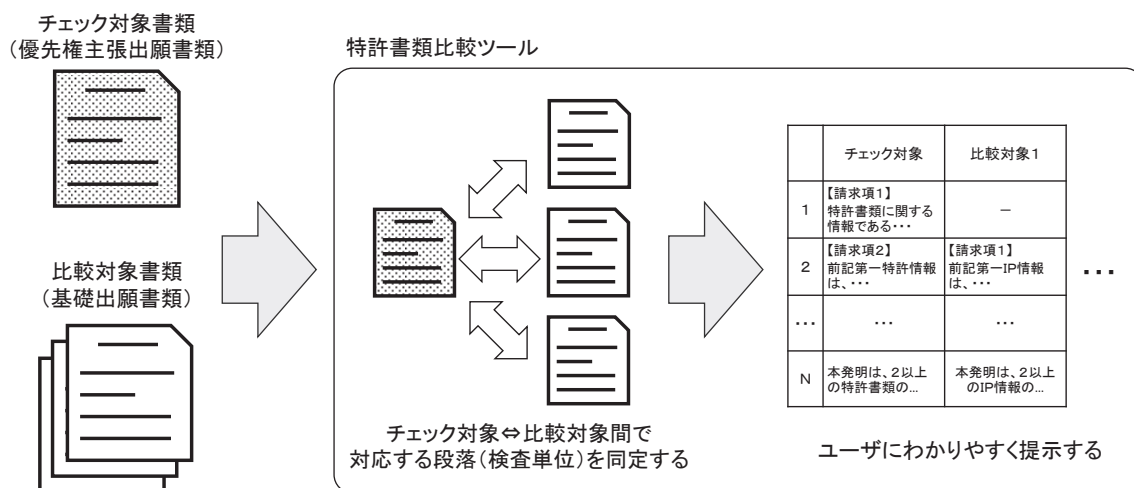 チェック対象書類
（優先権主張出願書類）
比較対象書類
（基礎出願書類）
特許書類比較ツール
チェック対象⇔比較対象間で
対応する段落（検査単位）を同定する
チェック対象
比較対象１
1
【請求項1】
特許書類に関する
情報である・・・
－
2
【請求項2】
前記第一特許情報
は、・・・
【請求項1】
前記第一IP情報
は、・・・
・・・
・・・
・・・
N
本発明は、２以上
の特許書類の...
本発明は、２以上
のIP情報の...
・・・
ユーザにわかりやすく提示する